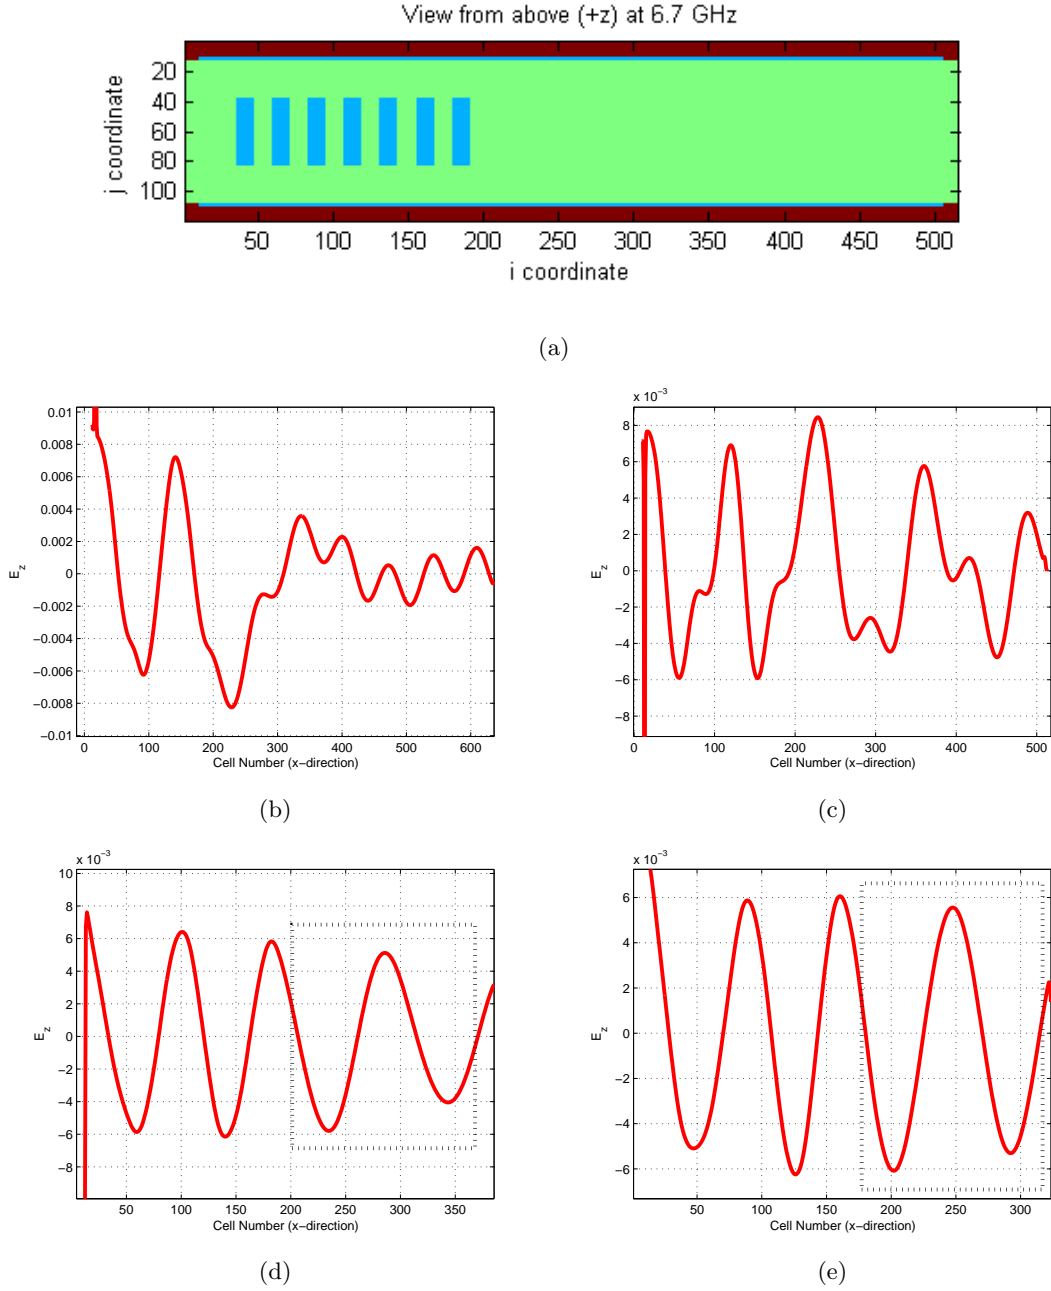 View from above (+z) at 6.7 GHz
j coordinate
20
40
60
80
100
50 100 150 200 250 300 350 400 450 500
i coordinate
(a)
0.01
0.008
0.006
0.004
0.002
0
−0.002
−0.004
−0.006
−0.008
−0.01
E_z
0 100 200 300 400 500 600
Cell Number (x−direction)
(b)
x 10^−3
8
6
4
2
0
−2
−4
−6
−8
E_z
0 100 200 300 400 500
Cell Number (x−direction)
(c)
x 10^−3
10
8
6
4
2
0
−2
−4
−6
−8
E_z
50 100 150 200 250 300 350
Cell Number (x−direction)
(d)
x 10^−3
6
4
2
0
−2
−4
−6
E_z
50 100 150 200 250 300
Cell Number (x−direction)
(e)